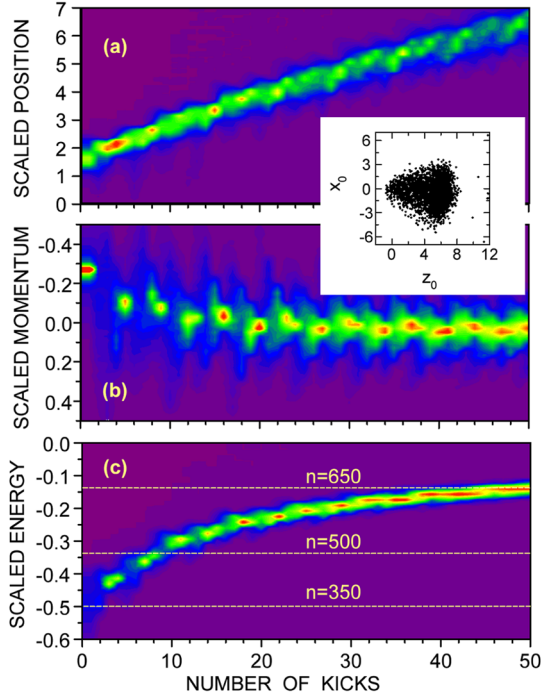 7
6
5
4
3
2
1
0
SCALED POSITION
(a)
6
3
0
-3
-6
x0
0 4 8 12
z0
-0.4
-0.2
0.0
0.2
0.4
SCALED MOMENTUM
(b)
0.0
-0.1
-0.2
-0.3
-0.4
-0.5
-0.6
SCALED ENERGY
(c)
n=650
n=500
n=350
0 10 20 30 40 50
NUMBER OF KICKS